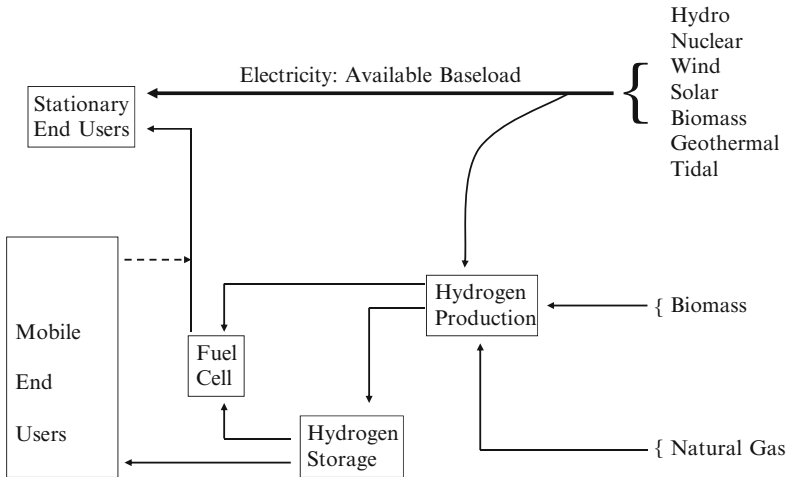 Hydro
Nuclear
Wind
Solar
Biomass
Geothermal
Tidal
Electricity: Available Baseload
Stationary
End Users
Hydrogen
Production
{ Biomass
Mobile
End
Users
Fuel
Cell
Hydrogen
Storage
{ Natural Gas